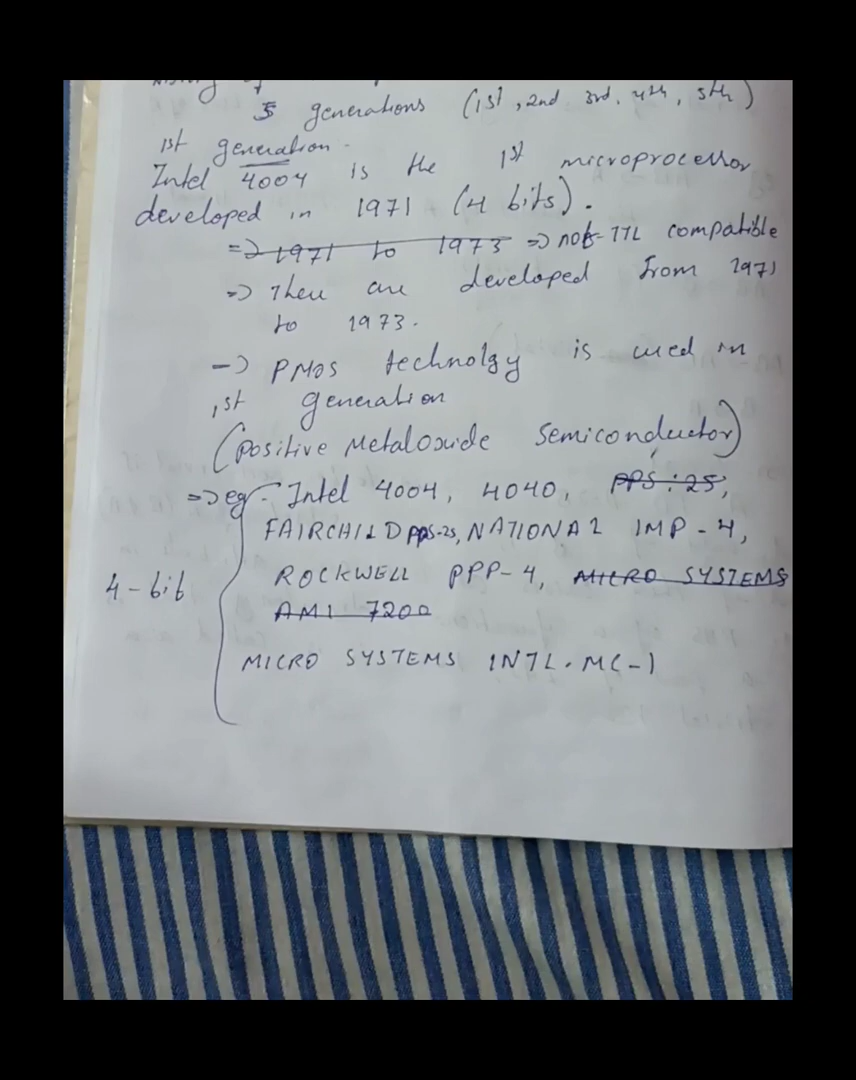 5 generations (1st, 2nd 3rd, 4th, 5th)
1st generation.
Intel 4004 is the 1st microprocessor
developed in 1971 (4 bits).
=> 1971 to 1973 => not TTL compatible
=> These are developed from 1971
to 1973.
-> PMOS technolgy is used in
1st generation
(positive Metaloxide Semiconductor)
=> eg - Intel 4004, 4040, PPS:25,
FAIRCHILD PPS-25, NATIONAL IMP-4,
4-bit ROCKWELL PPP-4, MICRO SYSTEMS
AMI 7200
MICRO SYSTEMS INTL. MC-1